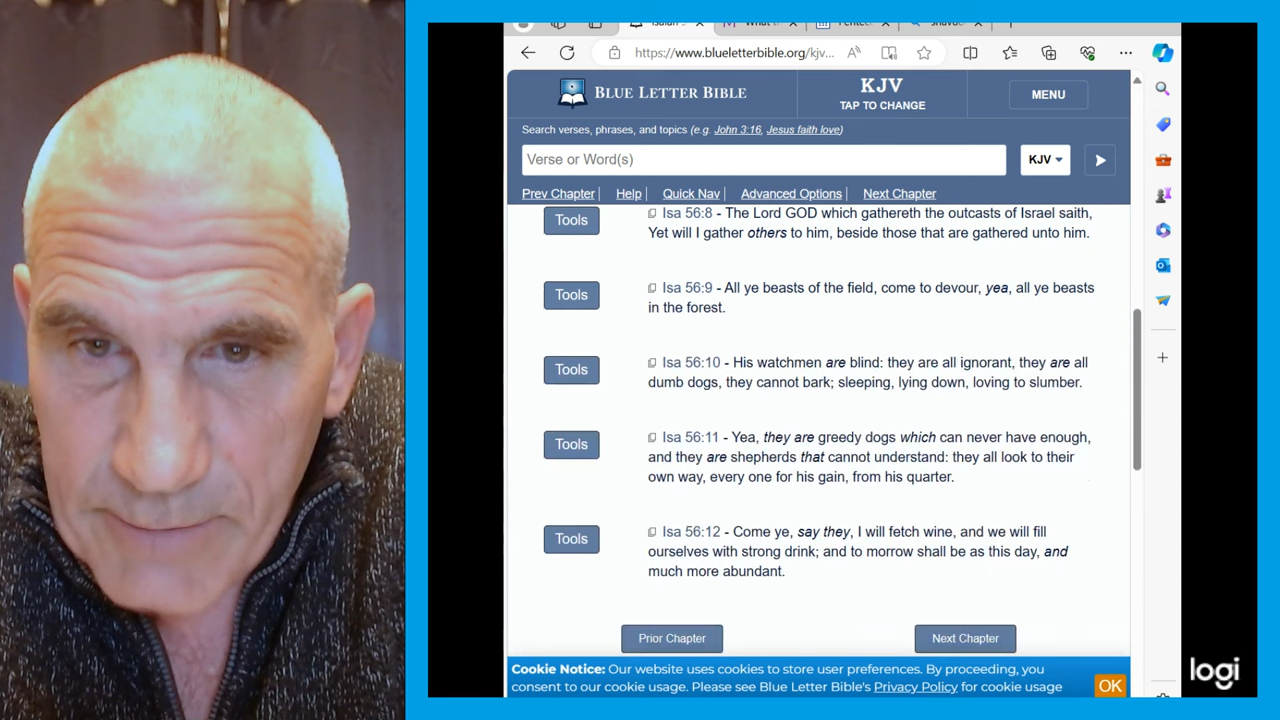 Isaiah
What
Pentec
https://www.blueletterbible.org/kjv...
BLUE LETTER BIBLE
KJV
TAP TO CHANGE
MENU
Search verses, phrases, and topics (e.g. John 3:16, Jesus faith love)
Verse or Word(s)
KJV
Prev Chapter | Help | Quick Nav | Advanced Options | Next Chapter
Tools
Isa 56:8 - The Lord GOD which gathereth the outcasts of Israel saith,
Yet will I gather others to him, beside those that are gathered unto him.
Tools
Isa 56:9 - All ye beasts of the field, come to devour, yea, all ye beasts
in the forest.
Tools
Isa 56:10 - His watchmen are blind: they are all ignorant, they are all
dumb dogs, they cannot bark; sleeping, lying down, loving to slumber.
Tools
Isa 56:11 - Yea, they are greedy dogs which can never have enough,
and they are shepherds that cannot understand: they all look to their
own way, every one for his gain, from his quarter.
Tools
Isa 56:12 - Come ye, say they, I will fetch wine, and we will fill
ourselves with strong drink; and to morrow shall be as this day, and
much more abundant.
Prior Chapter
Next Chapter
Cookie Notice: Our website uses cookies to store user preferences. By proceeding, you
consent to our cookie usage. Please see Blue Letter Bible's Privacy Policy for cookie usage
OK
logi